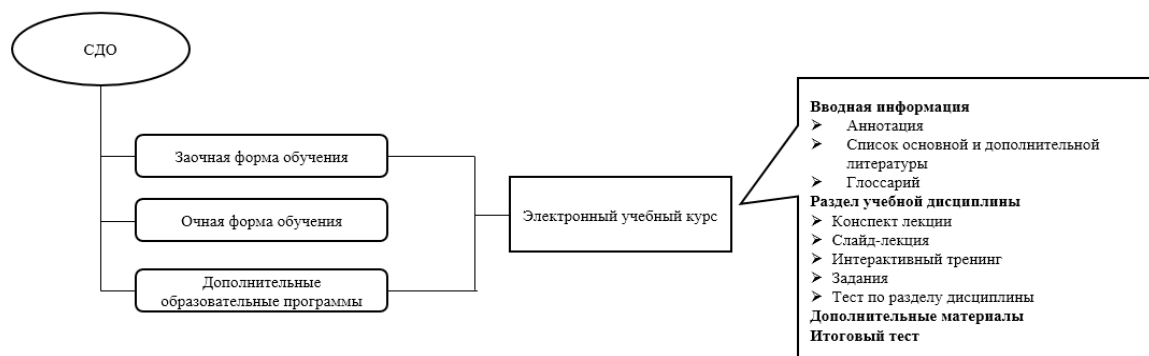 СДО
Заочная форма обучения
Очная форма обучения
Дополнительные
образовательные программы
Электронный учебный курс
Вводная информация
➢ Аннотация
➢ Список основной и дополнительной
литературы
➢ Глоссарий
Раздел учебной дисциплины
➢ Конспект лекции
➢ Слайд-лекция
➢ Интерактивный тренинг
➢ Задания
➢ Тест по разделу дисциплины
Дополнительные материалы
Итоговый тест